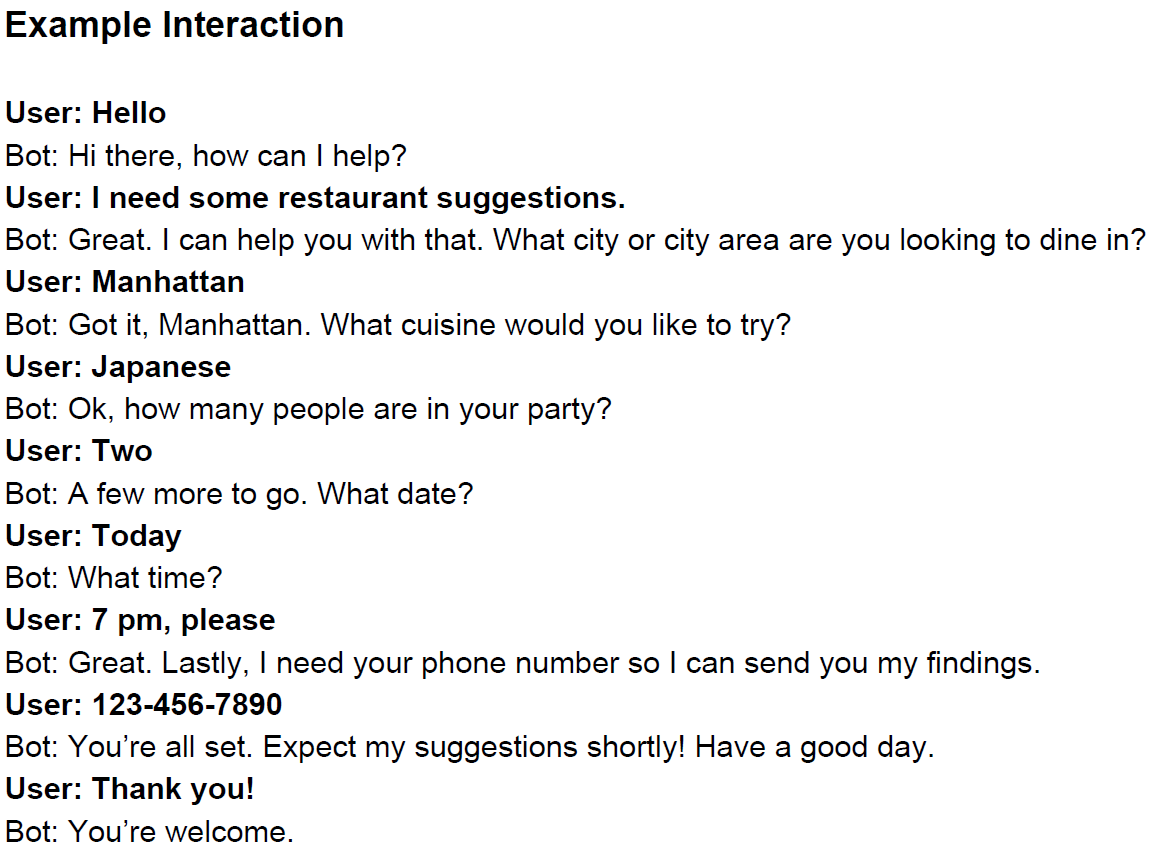 Example Interaction
User: Hello
Bot: Hi there, how can I help?
User: I need some restaurant suggestions.
Bot: Great. I can help you with that. What city or city area are you looking to dine in?
User: Manhattan
Bot: Got it, Manhattan. What cuisine would you like to try?
User: Japanese
Bot: Ok, how many people are in your party?
User: Two
Bot: A few more to go. What date?
User: Today
Bot: What time?
User: 7 pm, please
Bot: Great. Lastly, I need your phone number so I can send you my findings.
User: 123-456-7890
Bot: You’re all set. Expect my suggestions shortly! Have a good day.
User: Thank you!
Bot: You’re welcome.